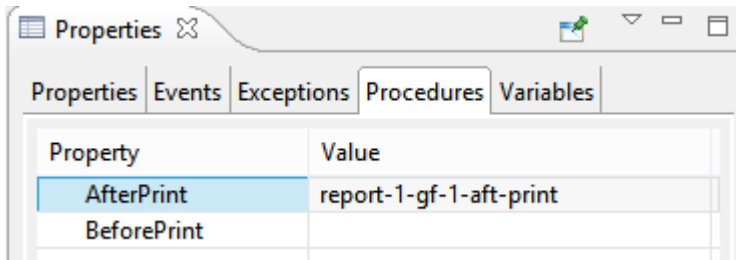 Properties
Properties Events Exceptions Procedures Variables
Property Value
AfterPrint report-1-gf-1-aft-print
BeforePrint